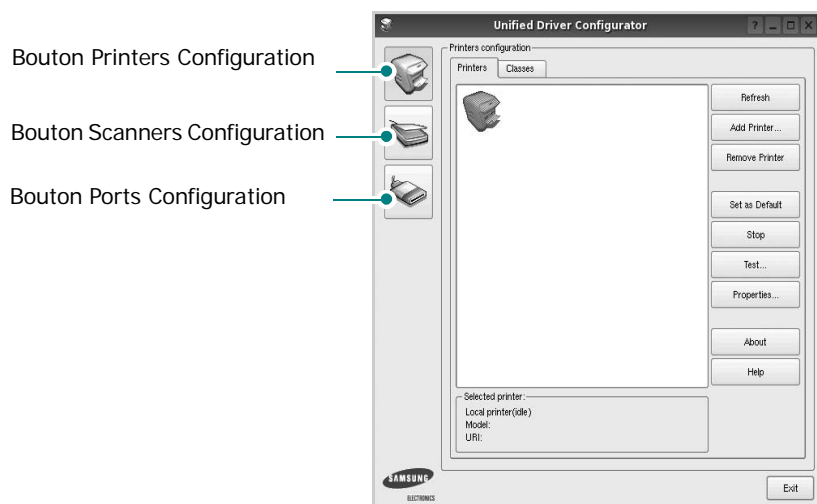 Unified Driver Configurator
?
Bouton Printers Configuration
Bouton Scanners Configuration
Bouton Ports Configuration
Printers configuration
Printers
Classes
Refresh
Add Printer...
Remove Printer
Set as Default
Stop
Test...
Properties...
About
Help
Selected printer:
Local printer(idle)
Model:
URI:
SAMSUNG
ELECTRONICS
Exit